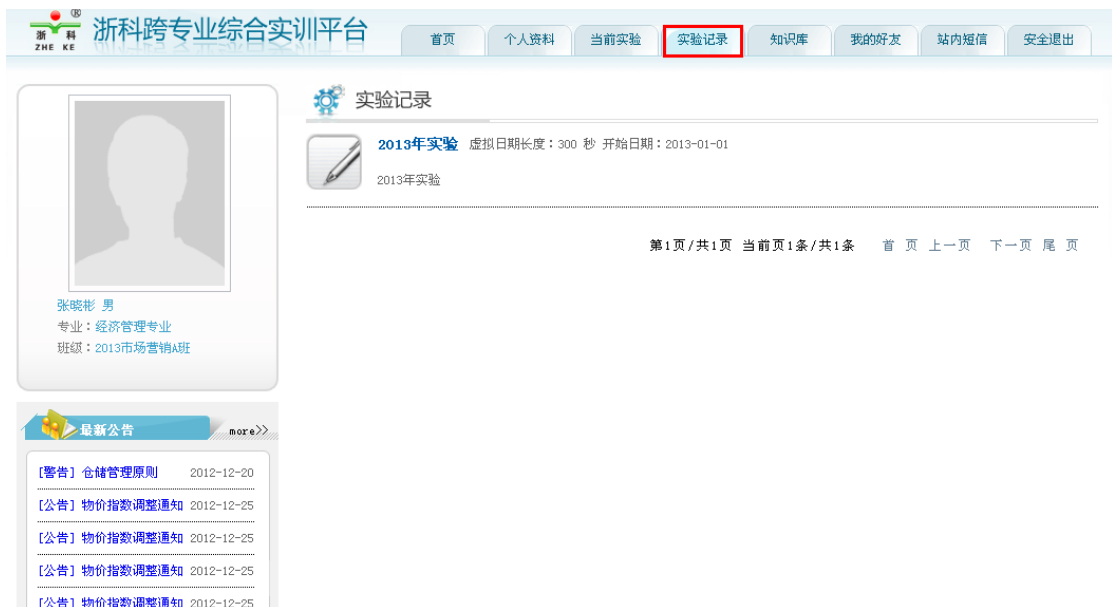 浙 科
ZHE KE
®
浙科跨专业综合实训平台
首页 个人资料 当前实验 实验记录 知识库 我的好友 站内短信 安全退出
实验记录
2013年实验 虚拟日期长度：300 秒 开始日期：2013-01-01
2013年实验
第1页/共1页 当前页1条/共1条 首 页 上一页 下一页 尾 页
张晓彬 男
专业：经济管理专业
班级：2013市场营销A班
最新公告 more>>
[警告] 仓储管理原则 2012-12-20
[公告] 物价指数调整通知 2012-12-25
[公告] 物价指数调整通知 2012-12-25
[公告] 物价指数调整通知 2012-12-25
[公告] 物价指数调整通知 2012-12-25